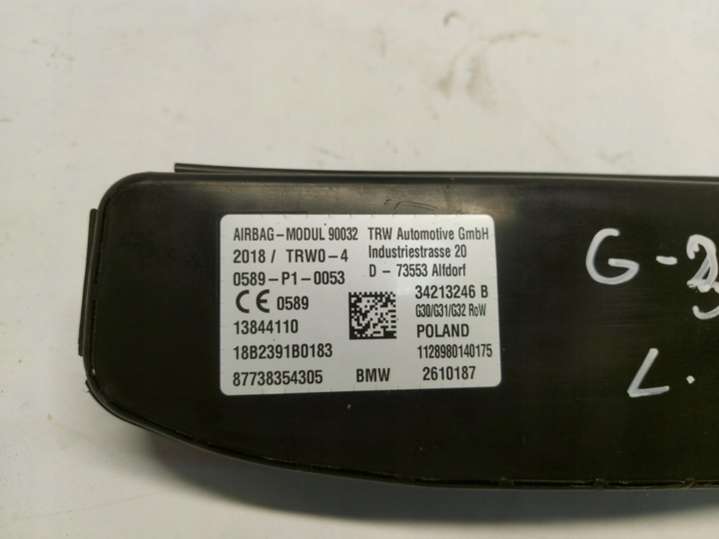 AIRBAG-MODUL 90032 TRW Automotive GmbH
2018 / TRW0-4 Industriestrasse 20
0589-P1-0053 D - 73553 Alfdorf
CE 0589 34213246 B
G30/G31/G32 RoW
13844110 POLAND
18B2391B0183 1128980140175
87738354305 BMW 2610187
G-
L.